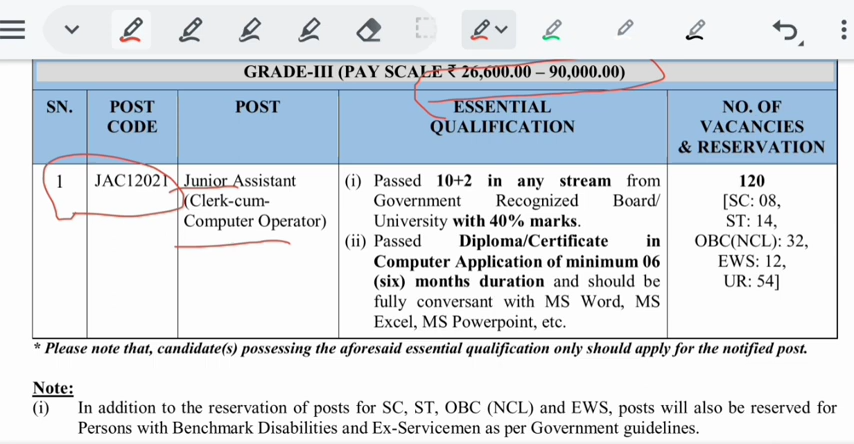 GRADE-III (PAY SCALE ₹ 26,600.00 – 90,000.00)
SN.
POST
CODE
POST
ESSENTIAL
QUALIFICATION
NO. OF
VACANCIES
& RESERVATION
1
JAC12021
Junior Assistant
(Clerk-cum-
Computer Operator)
(i) Passed 10+2 in any stream from
Government Recognized Board/
University with 40% marks.
(ii) Passed Diploma/Certificate in
Computer Application of minimum 06
(six) months duration and should be
fully conversant with MS Word, MS
Excel, MS Powerpoint, etc.
120
[SC: 08,
ST: 14,
OBC(NCL): 32,
EWS: 12,
UR: 54]
* Please note that, candidate(s) possessing the aforesaid essential qualification only should apply for the notified post.
Note:
(i) In addition to the reservation of posts for SC, ST, OBC (NCL) and EWS, posts will also be reserved for
Persons with Benchmark Disabilities and Ex-Servicemen as per Government guidelines.